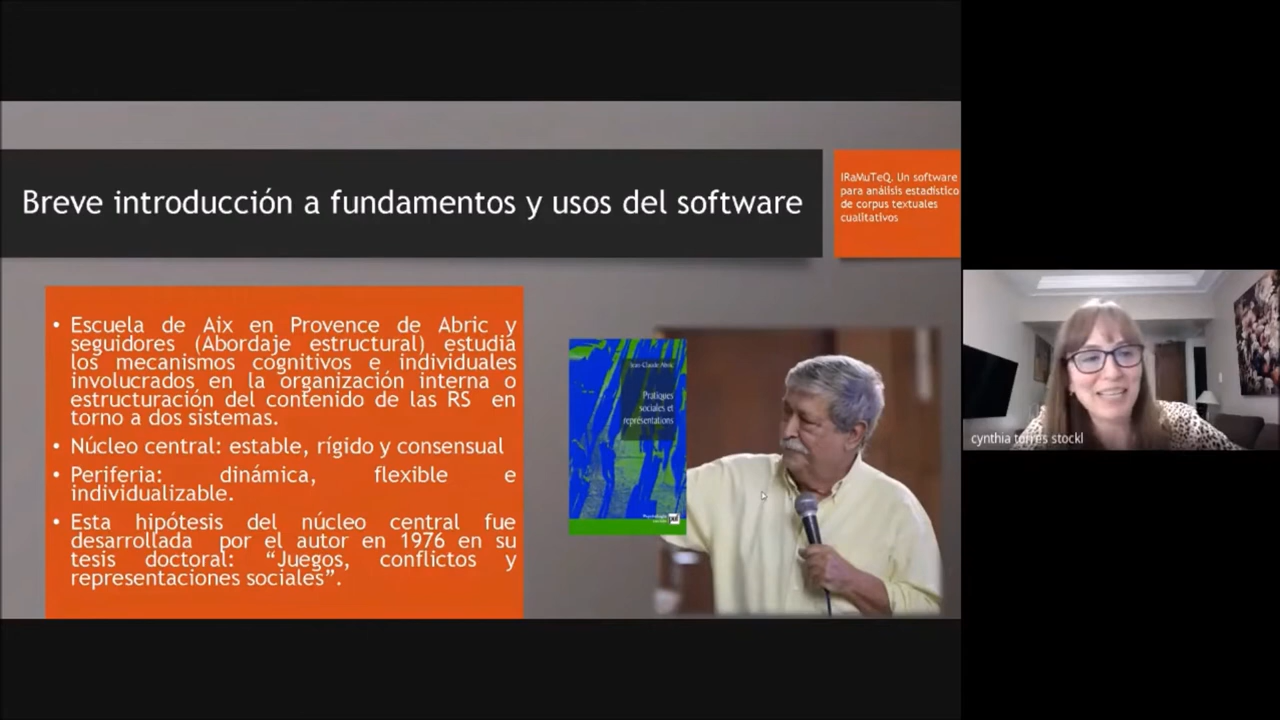 Breve introducción a fundamentos y usos del software
IRaMuTeQ. Un software
para análisis estadístico
de corpus textuales
cualitativos
• Escuela de Aix en Provence de Abric y
seguidores (Abordaje estructural) estudia
los mecanismos cognitivos e individuales
involucrados en la organización interna o
estructuración del contenido de las RS en
torno a dos sistemas.
• Núcleo central: estable, rígido y consensual
• Periferia: dinámica, flexible e
individualizable.
• Esta hipótesis del núcleo central fue
desarrollada por el autor en 1976 en su
tesis doctoral: “Juegos, conflictos y
representaciones sociales”.
Jean-Claude Abric
Pratiques
sociales et
représentations
puf
cynthia torres stockl